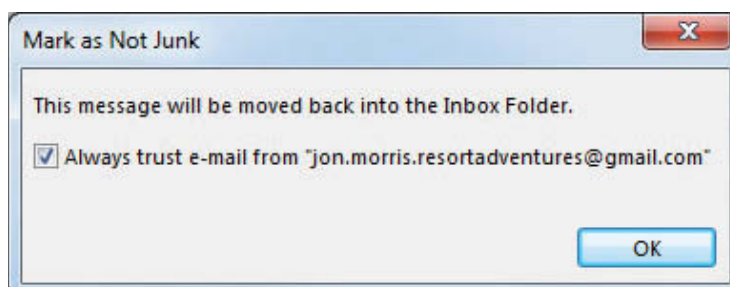 Mark as Not Junk
This message will be moved back into the Inbox Folder.
Always trust e-mail from "jon.morris.resortadventures@gmail.com"
OK